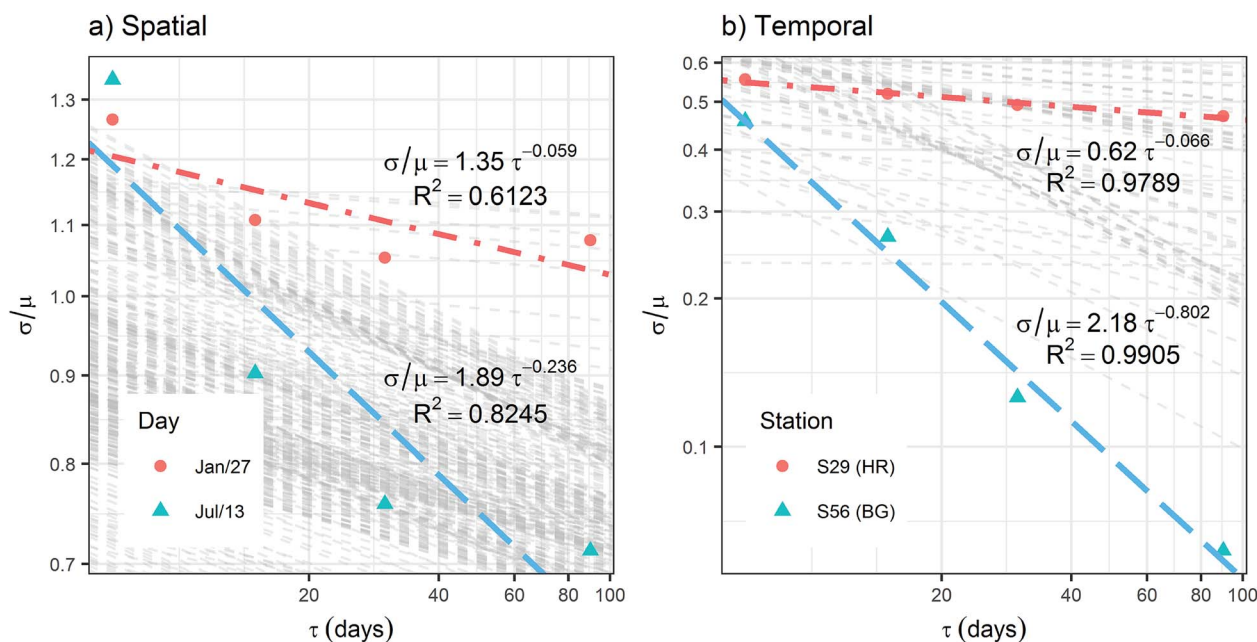 a) Spatial
σ/μ
1.3
1.2
1.1
1.0
0.9
0.8
0.7
σ/μ = 1.35 τ^−0.059
R² = 0.6123
σ/μ = 1.89 τ^−0.236
R² = 0.8245
Day
Jan/27
Jul/13
20 40 60 80 100
τ (days)
b) Temporal
σ/μ
0.6
0.5
0.4
0.3
0.2
0.1
σ/μ = 0.62 τ^−0.066
R² = 0.9789
σ/μ = 2.18 τ^−0.802
R² = 0.9905
Station
S29 (HR)
S56 (BG)
20 40 60 80 100
τ (days)